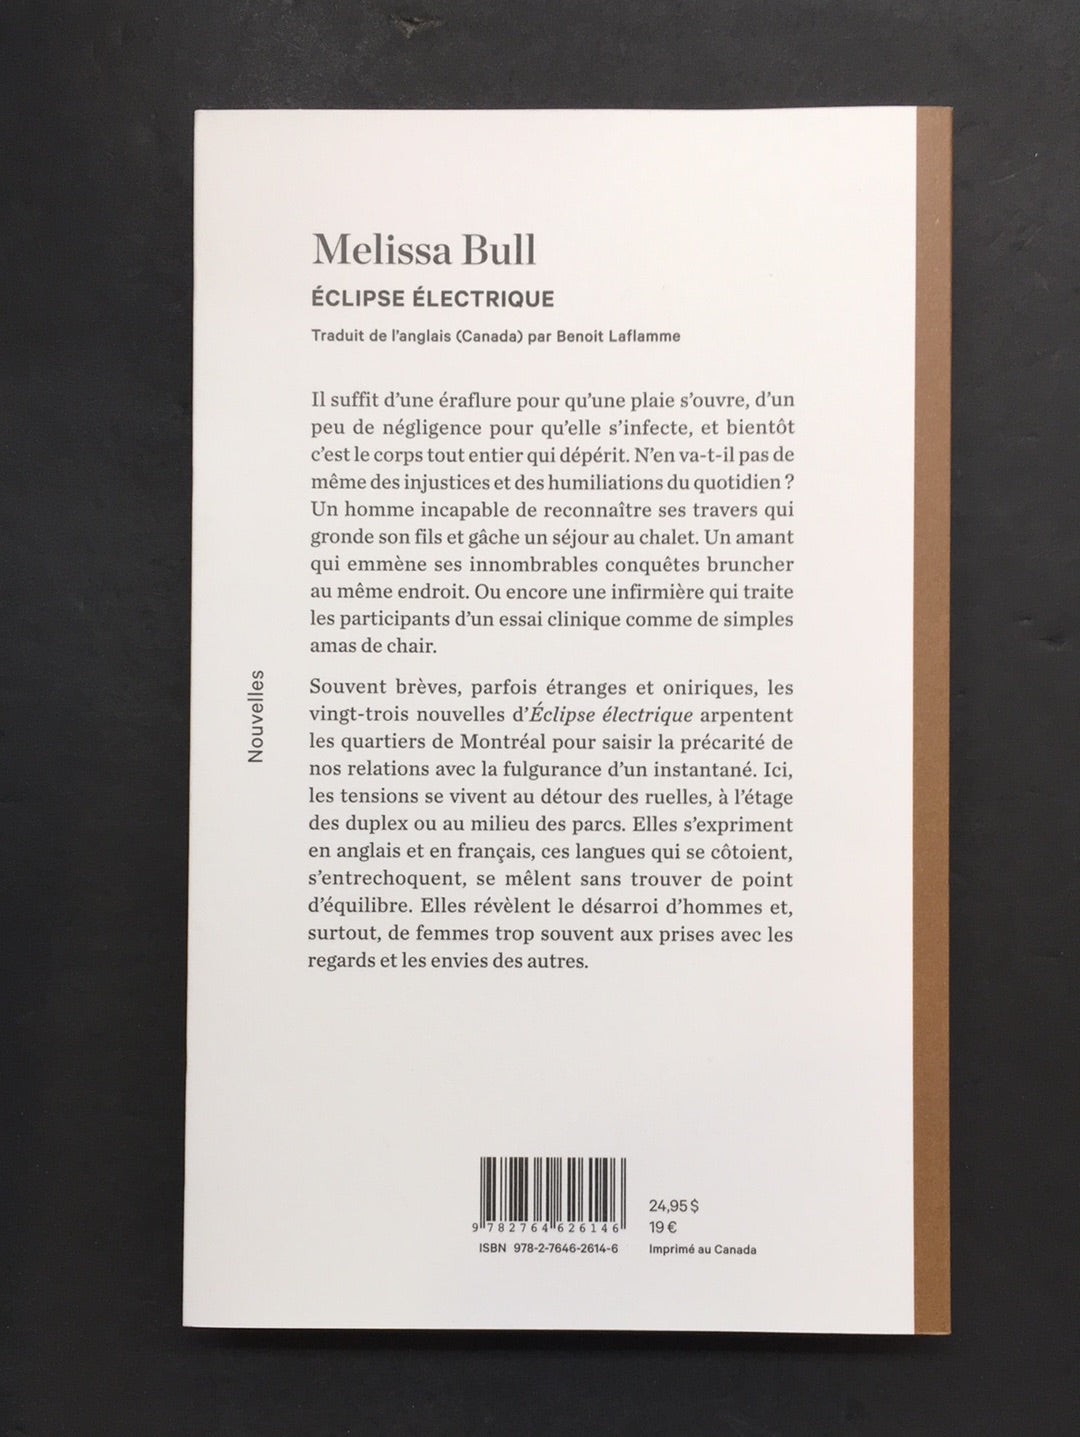 Melissa Bull
ÉCLIPSE ÉLECTRIQUE
Traduit de l'anglais (Canada) par Benoit Laflamme
Il suffit d'une éraflure pour qu'une plaie s'ouvre, d'un
peu de négligence pour qu'elle s'infecte, et bientôt
c'est le corps tout entier qui dépérit. N'en va-t-il pas de
même des injustices et des humiliations du quotidien ?
Un homme incapable de reconnaître ses travers qui
gronde son fils et gâche un séjour au chalet. Un amant
qui emmène ses innombrables conquêtes bruncher
au même endroit. Ou encore une infirmière qui traite
les participants d'un essai clinique comme de simples
amas de chair.
Souvent brèves, parfois étranges et oniriques, les
vingt-trois nouvelles d'Éclipse électrique arpentent
les quartiers de Montréal pour saisir la précarité de
nos relations avec la fulgurance d'un instantané. Ici,
les tensions se vivent au détour des ruelles, à l'étage
des duplex ou au milieu des parcs. Elles s'expriment
en anglais et en français, ces langues qui se côtoient,
s'entrechoquent, se mêlent sans trouver de point
d'équilibre. Elles révèlent le désarroi d'hommes et,
surtout, de femmes trop souvent aux prises avec les
regards et les envies des autres.
Nouvelles
9 782764 626146
ISBN 978-2-7646-2614-6
24,95 $
19 €
Imprimé au Canada